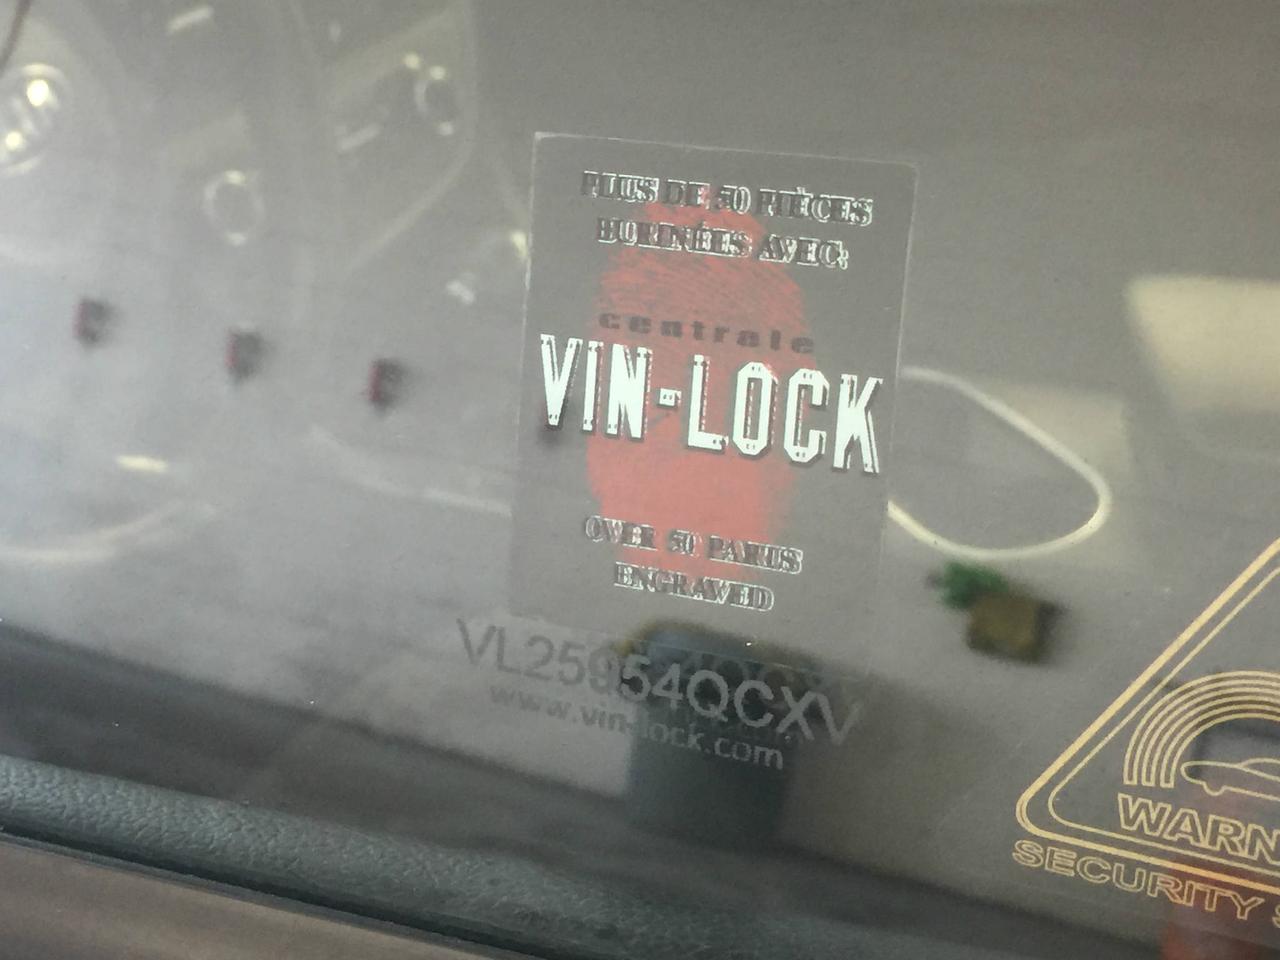 PLUS DE 50 PIÈCES
BURINÉES AVEC:
centrale
VIN-LOCK
OVER 50 PARTS
ENGRAVED
VL25954QCXV
www.vin-lock.com
WARN
SECURITY S